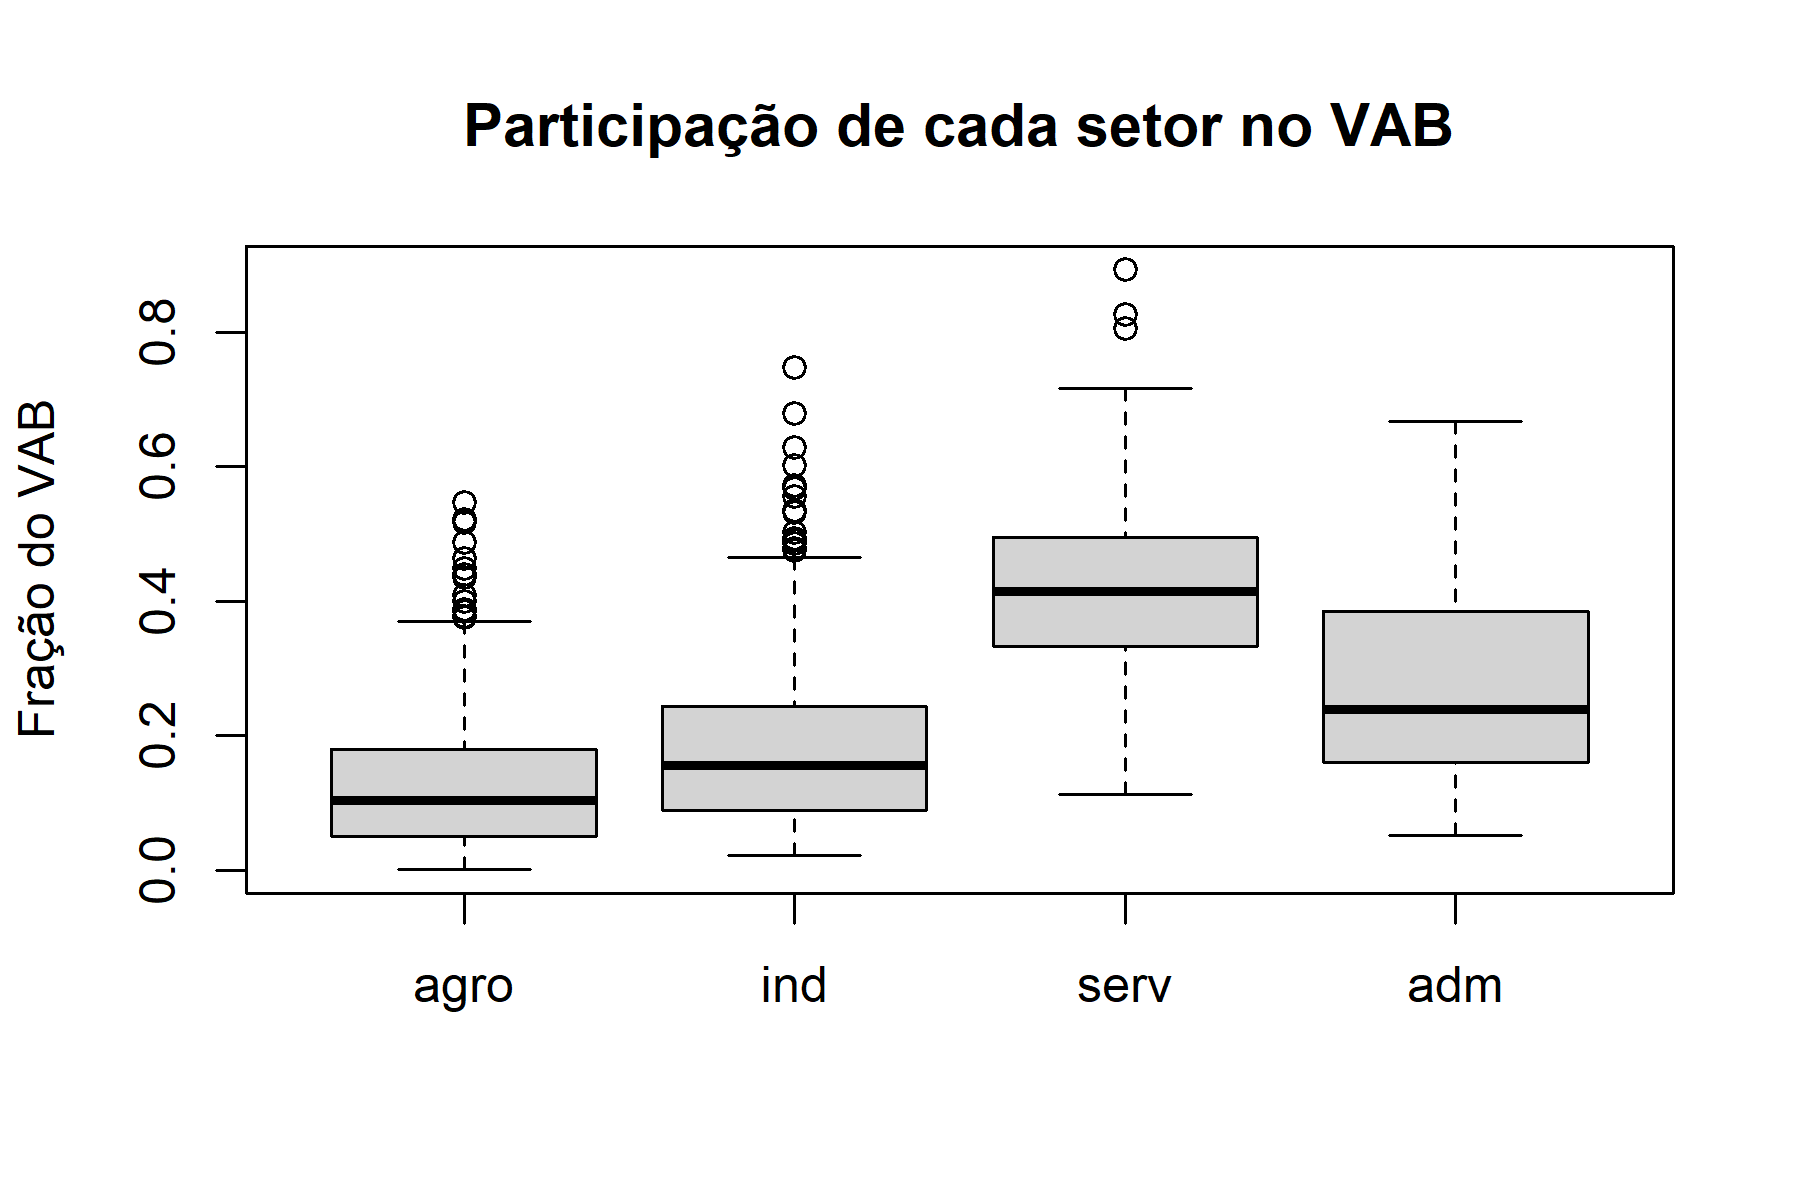 Participação de cada setor no VAB
Fração do VAB
0.8
0.6
0.4
0.2
0.0
agro ind serv adm